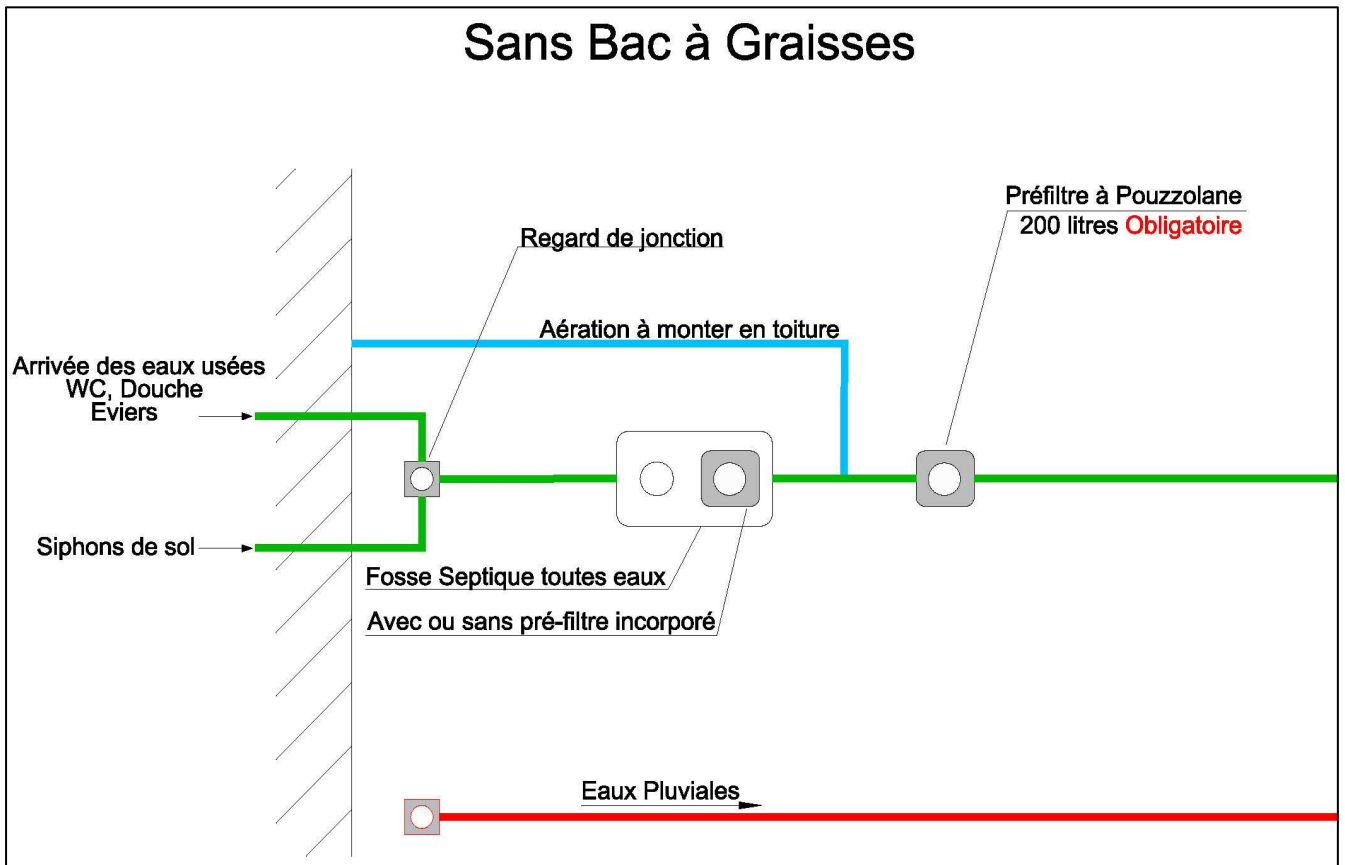 Sans Bac à Graisses
Préfiltre à Pouzzolane
200 litres Obligatoire
Regard de jonction
Aération à monter en toiture
Arrivée des eaux usées
WC, Douche
Eviers
Siphons de sol
Fosse Septique toutes eaux
Avec ou sans pré-filtre incorporé
Eaux Pluviales